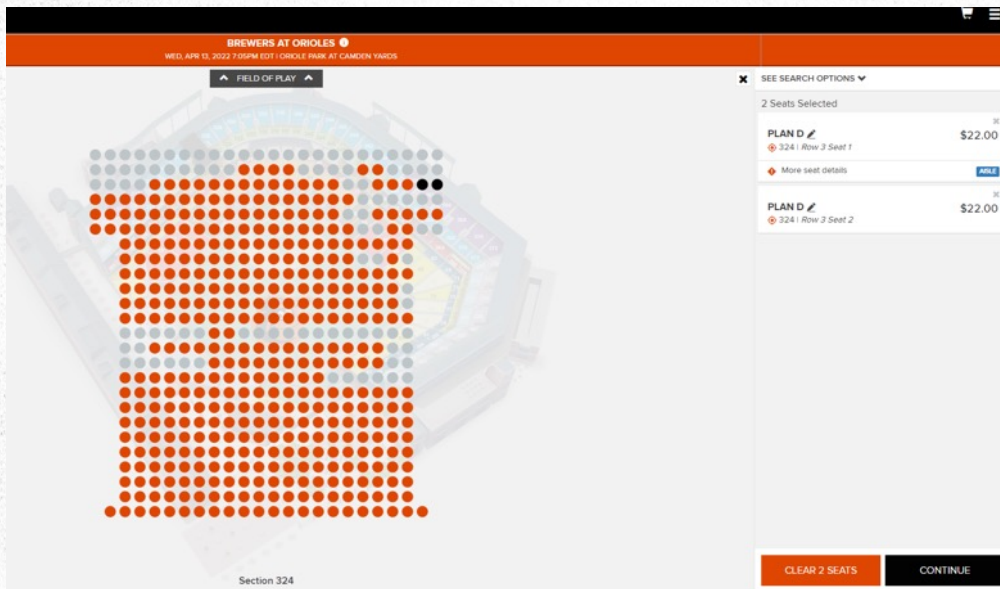 BREWERS AT ORIOLES
WED, APR 13, 2022 7:05PM EDT | ORIOLE PARK AT CAMDEN YARDS
FIELD OF PLAY
SEE SEARCH OPTIONS
2 Seats Selected
PLAN D
$22.00
324 | Row 3 Seat 1
More seat details
AISLE
PLAN D
$22.00
324 | Row 3 Seat 2
Section 324
CLEAR 2 SEATS
CONTINUE